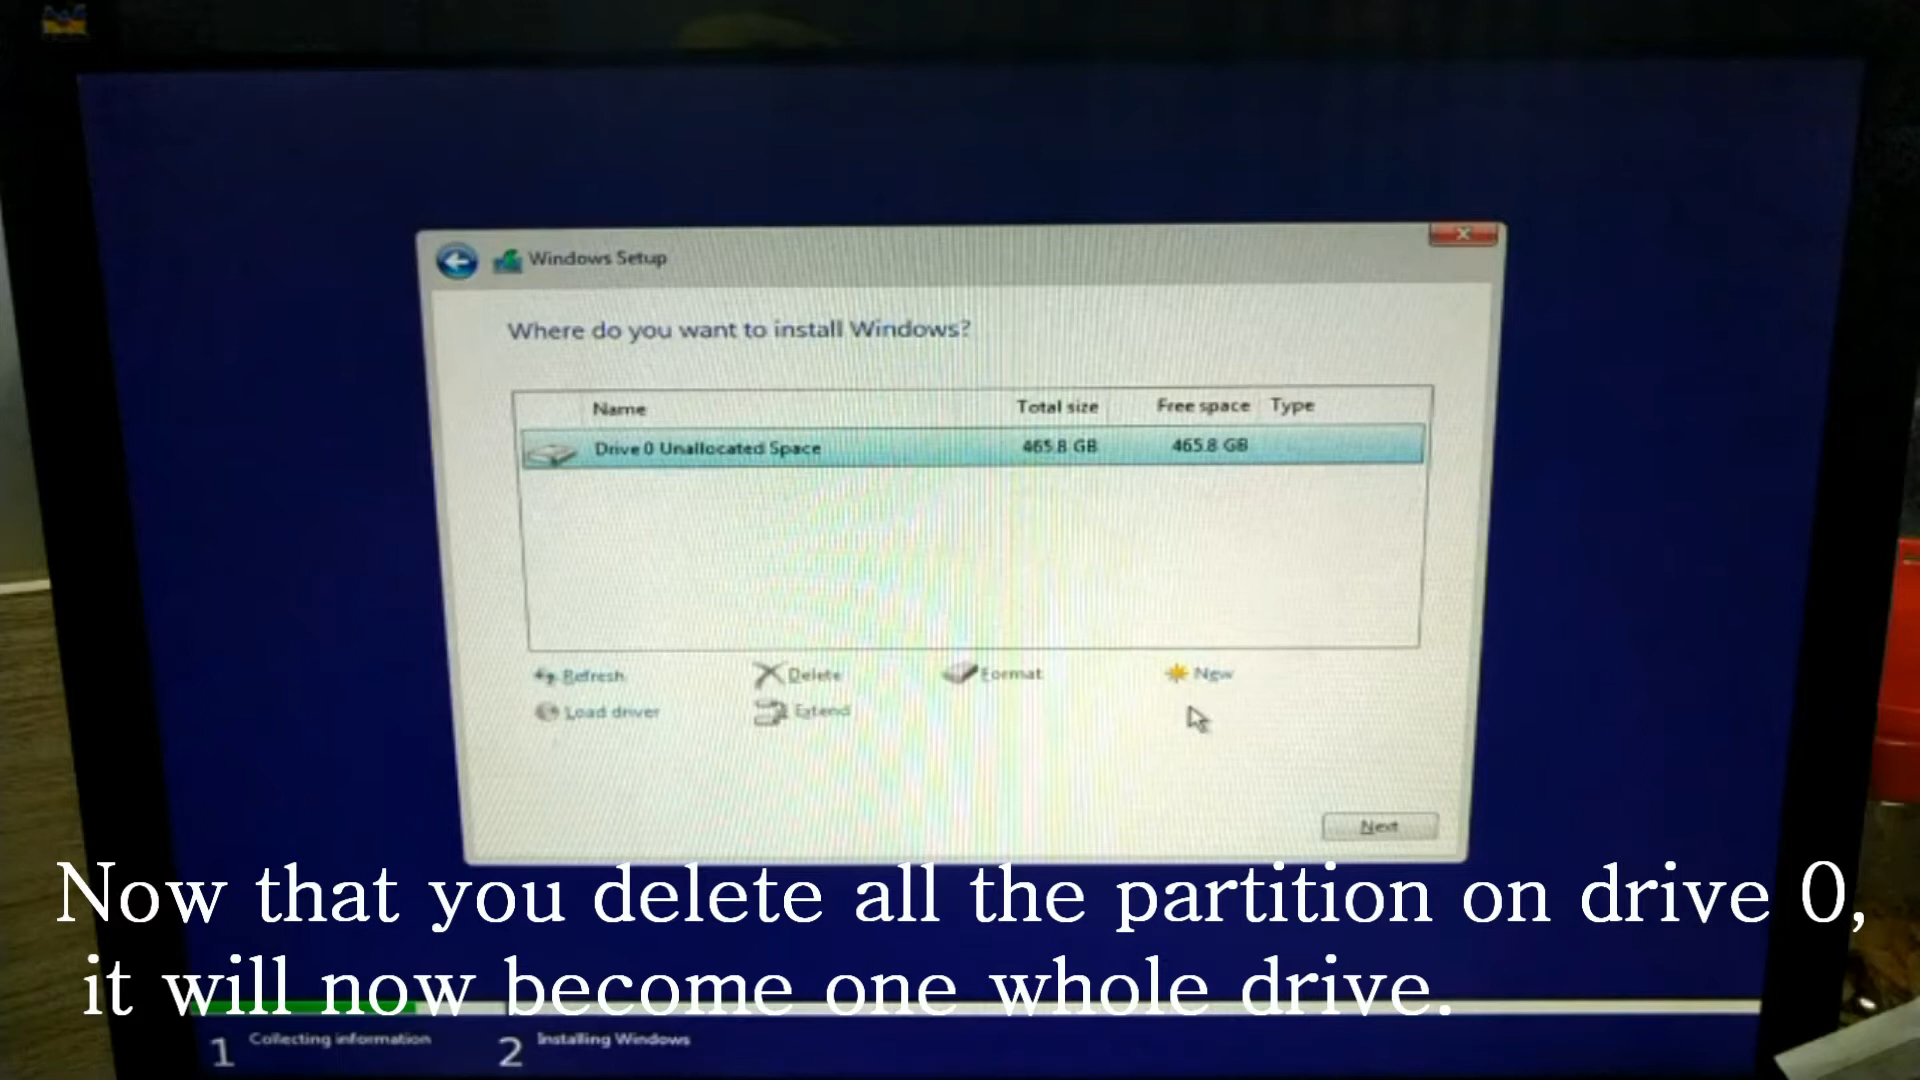 Windows Setup
Where do you want to install Windows?
Name Total size Free space Type
Drive 0 Unallocated Space 465.8 GB 465.8 GB
Refresh Delete Format New
Load driver Extend
Next
Now that you delete all the partition on drive 0,
it will now become one whole drive.
1 Collecting information 2 Installing Windows